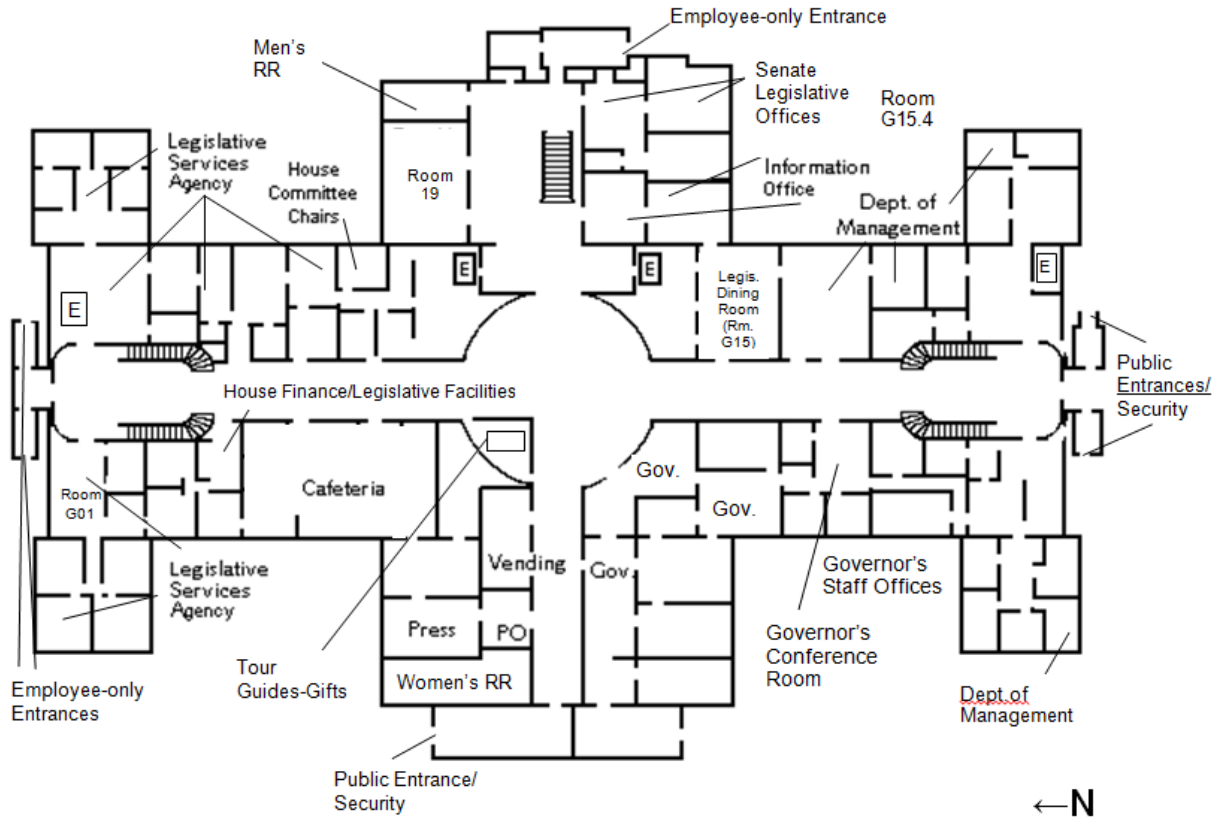 Employee-only Entrance
Men's
RR
Senate
Legislative
Offices
Room
G15.4
Legislative
Services
Agency
House
Committee
Chairs
Room
19
Information
Office
Dept. of
Management
E
E
E
E
Legis.
Dining
Room
(Rm.
G15)
Public
Entrances/
Security
House Finance/Legislative Facilities
Cafeteria
Gov.
Gov.
Room
G01
Legislative
Services
Agency
Vending
Gov.
Governor's
Staff Offices
Press
PO
Governor's
Conference
Room
Tour
Guides-Gifts
Women's RR
Employee-only
Entrances
Dept.of
Management
Public Entrance/
Security
←N